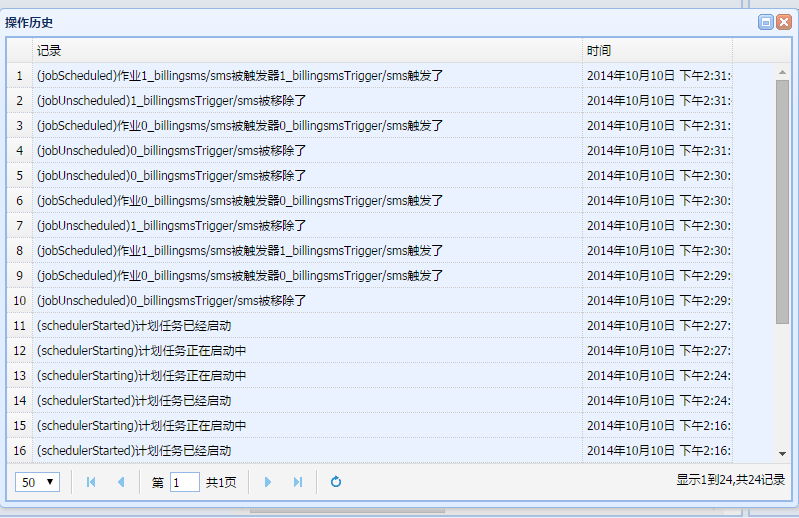 操作历史
记录 时间
1 (jobScheduled)作业1_billingsms/sms被触发器1_billingsmsTrigger/sms触发了 2014年10月10日 下午2:31:
2 (jobUnscheduled)1_billingsmsTrigger/sms被移除了 2014年10月10日 下午2:31:
3 (jobScheduled)作业0_billingsms/sms被触发器0_billingsmsTrigger/sms触发了 2014年10月10日 下午2:31:
4 (jobUnscheduled)0_billingsmsTrigger/sms被移除了 2014年10月10日 下午2:31:
5 (jobUnscheduled)0_billingsmsTrigger/sms被移除了 2014年10月10日 下午2:30:
6 (jobScheduled)作业0_billingsms/sms被触发器0_billingsmsTrigger/sms触发了 2014年10月10日 下午2:30:
7 (jobUnscheduled)1_billingsmsTrigger/sms被移除了 2014年10月10日 下午2:30:
8 (jobScheduled)作业1_billingsms/sms被触发器1_billingsmsTrigger/sms触发了 2014年10月10日 下午2:30:
9 (jobScheduled)作业0_billingsms/sms被触发器0_billingsmsTrigger/sms触发了 2014年10月10日 下午2:29:
10 (jobUnscheduled)0_billingsmsTrigger/sms被移除了 2014年10月10日 下午2:29:
11 (schedulerStarted)计划任务已经启动 2014年10月10日 下午2:27:
12 (schedulerStarting)计划任务正在启动中 2014年10月10日 下午2:27:
13 (schedulerStarting)计划任务正在启动中 2014年10月10日 下午2:24:
14 (schedulerStarted)计划任务已经启动 2014年10月10日 下午2:24:
15 (schedulerStarting)计划任务正在启动中 2014年10月10日 下午2:16:
16 (schedulerStarted)计划任务已经启动 2014年10月10日 下午2:16:
50 第 1 共1页 显示1到24,共24记录